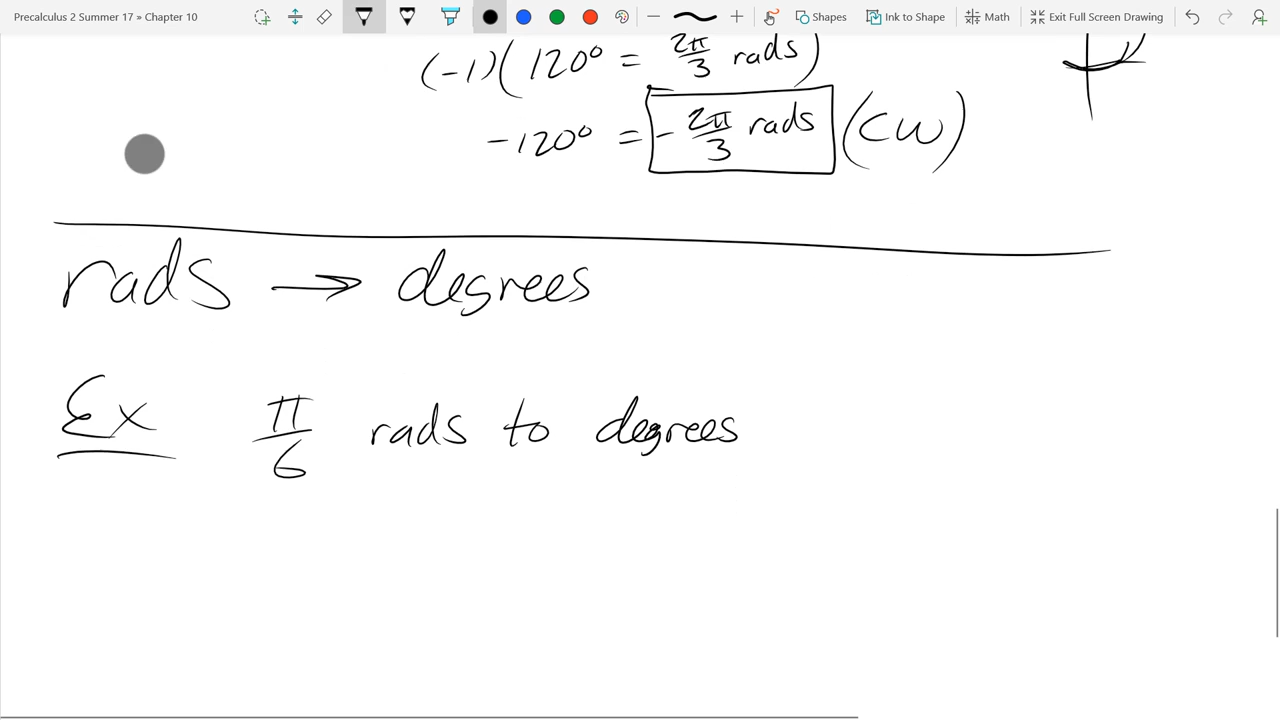 Precalculus 2 Summer 17 » Chapter 10 Shapes Ink to Shape Math Exit Full Screen Drawing
(-1)(120° = 2π/3 rads)
-120° = -2π/3 rads (CW)
rads → degrees
Ex π/6 rads to degrees